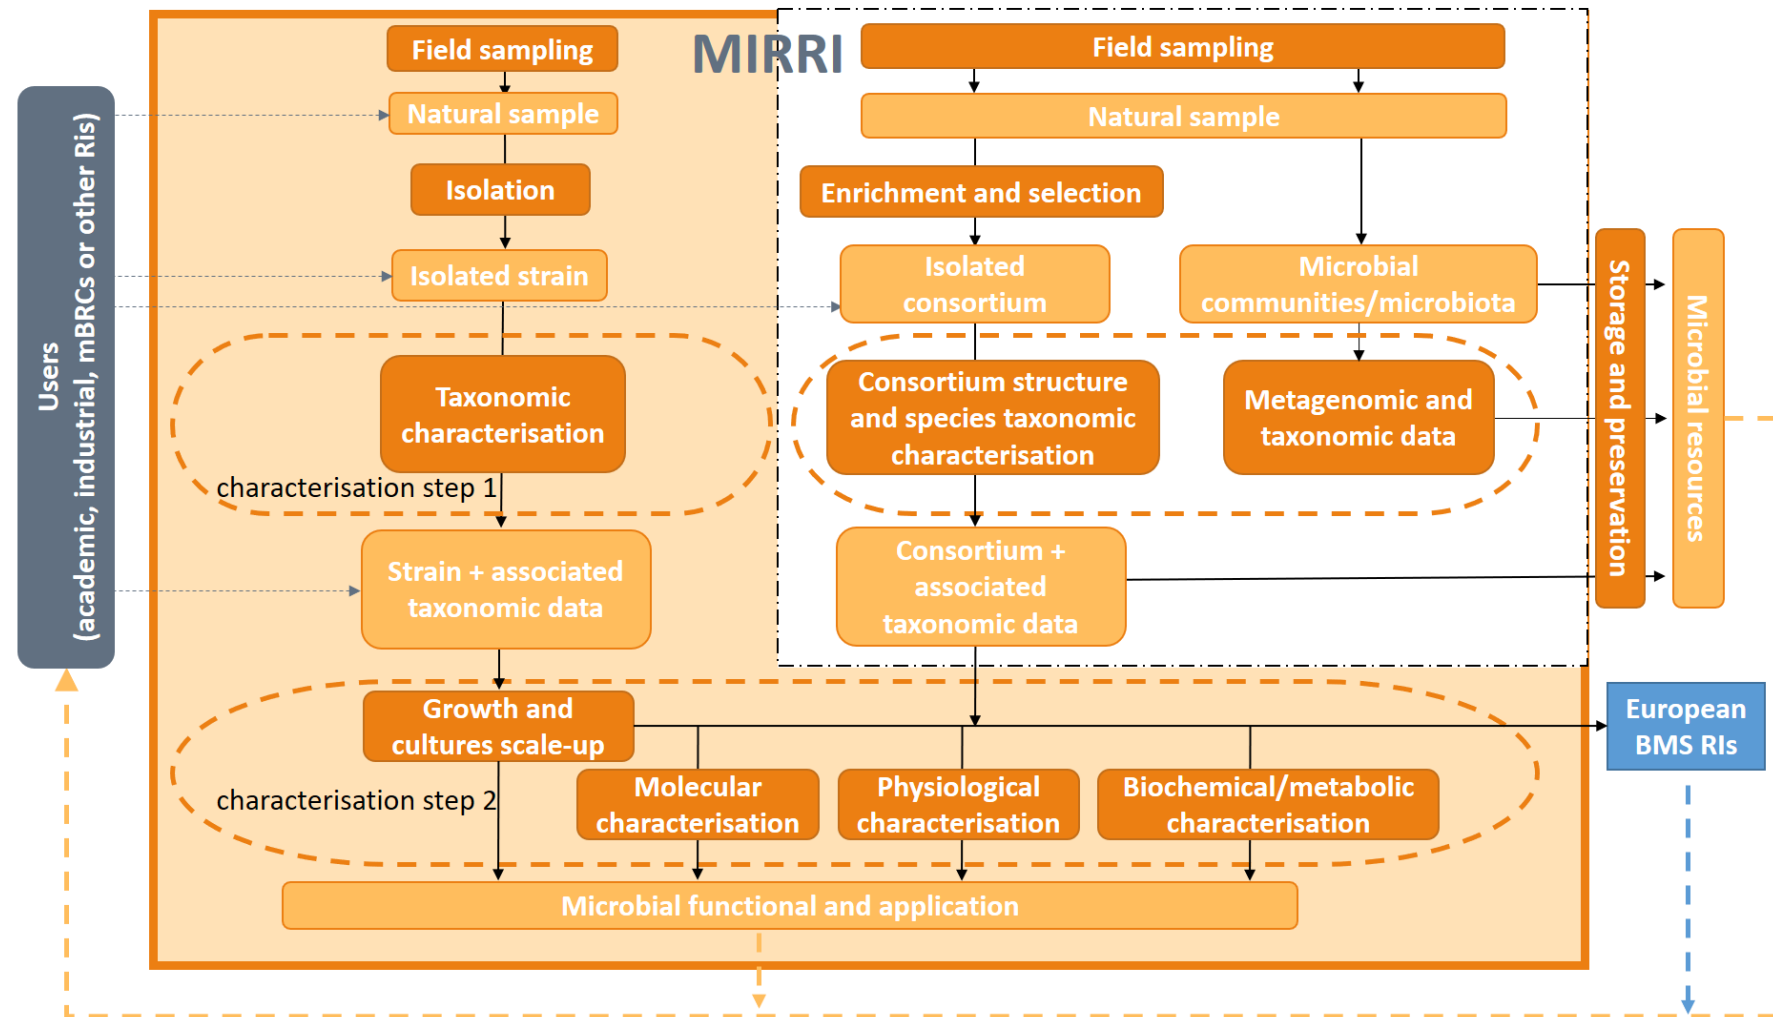 MIRRI
Users
(academic, industrial, mBRCs or other Ris)
Field sampling
Natural sample
Isolation
Isolated strain
Taxonomic
characterisation
characterisation step 1
Strain + associated
taxonomic data
Field sampling
Natural sample
Enrichment and selection
Isolated
consortium
Microbial
communities/microbiota
Consortium structure
and species taxonomic
characterisation
Metagenomic and
taxonomic data
Consortium +
associated
taxonomic data
Storage and preservation
Microbial resources
Growth and
cultures scale-up
characterisation step 2
Molecular
characterisation
Physiological
characterisation
Biochemical/metabolic
characterisation
European
BMS RIs
Microbial functional and application